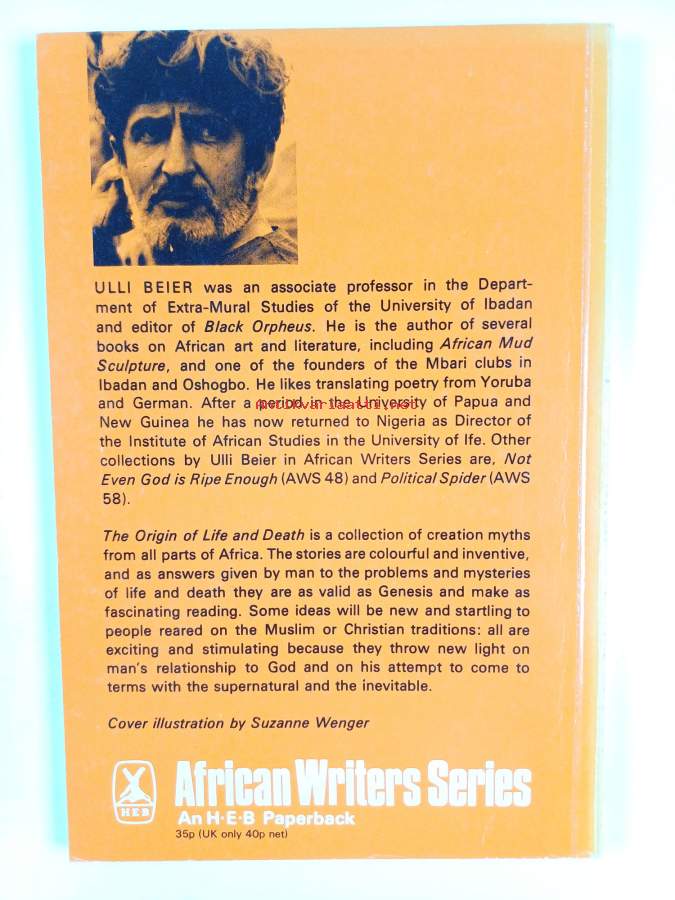 ULLI BEIER was an associate professor in the Depart-
ment of Extra-Mural Studies of the University of Ibadan
and editor of Black Orpheus. He is the author of several
books on African art and literature, including African Mud
Sculpture, and one of the founders of the Mbari clubs in
Ibadan and Oshogbo. He likes translating poetry from Yoruba
and German. After a period in the University of Papua and
New Guinea he has now returned to Nigeria as Director of
the Institute of African Studies in the University of Ife. Other
collections by Ulli Beier in African Writers Series are, Not
Even God is Ripe Enough (AWS 48) and Political Spider (AWS
58).
The Origin of Life and Death is a collection of creation myths
from all parts of Africa. The stories are colourful and inventive,
and as answers given by man to the problems and mysteries
of life and death they are as valid as Genesis and make as
fascinating reading. Some ideas will be new and startling to
people reared on the Muslim or Christian traditions: all are
exciting and stimulating because they throw new light on
man's relationship to God and on his attempt to come to
terms with the supernatural and the inevitable.
Cover illustration by Suzanne Wenger
HEB
African Writers Series
An H·E·B Paperback
35p (UK only 40p net)